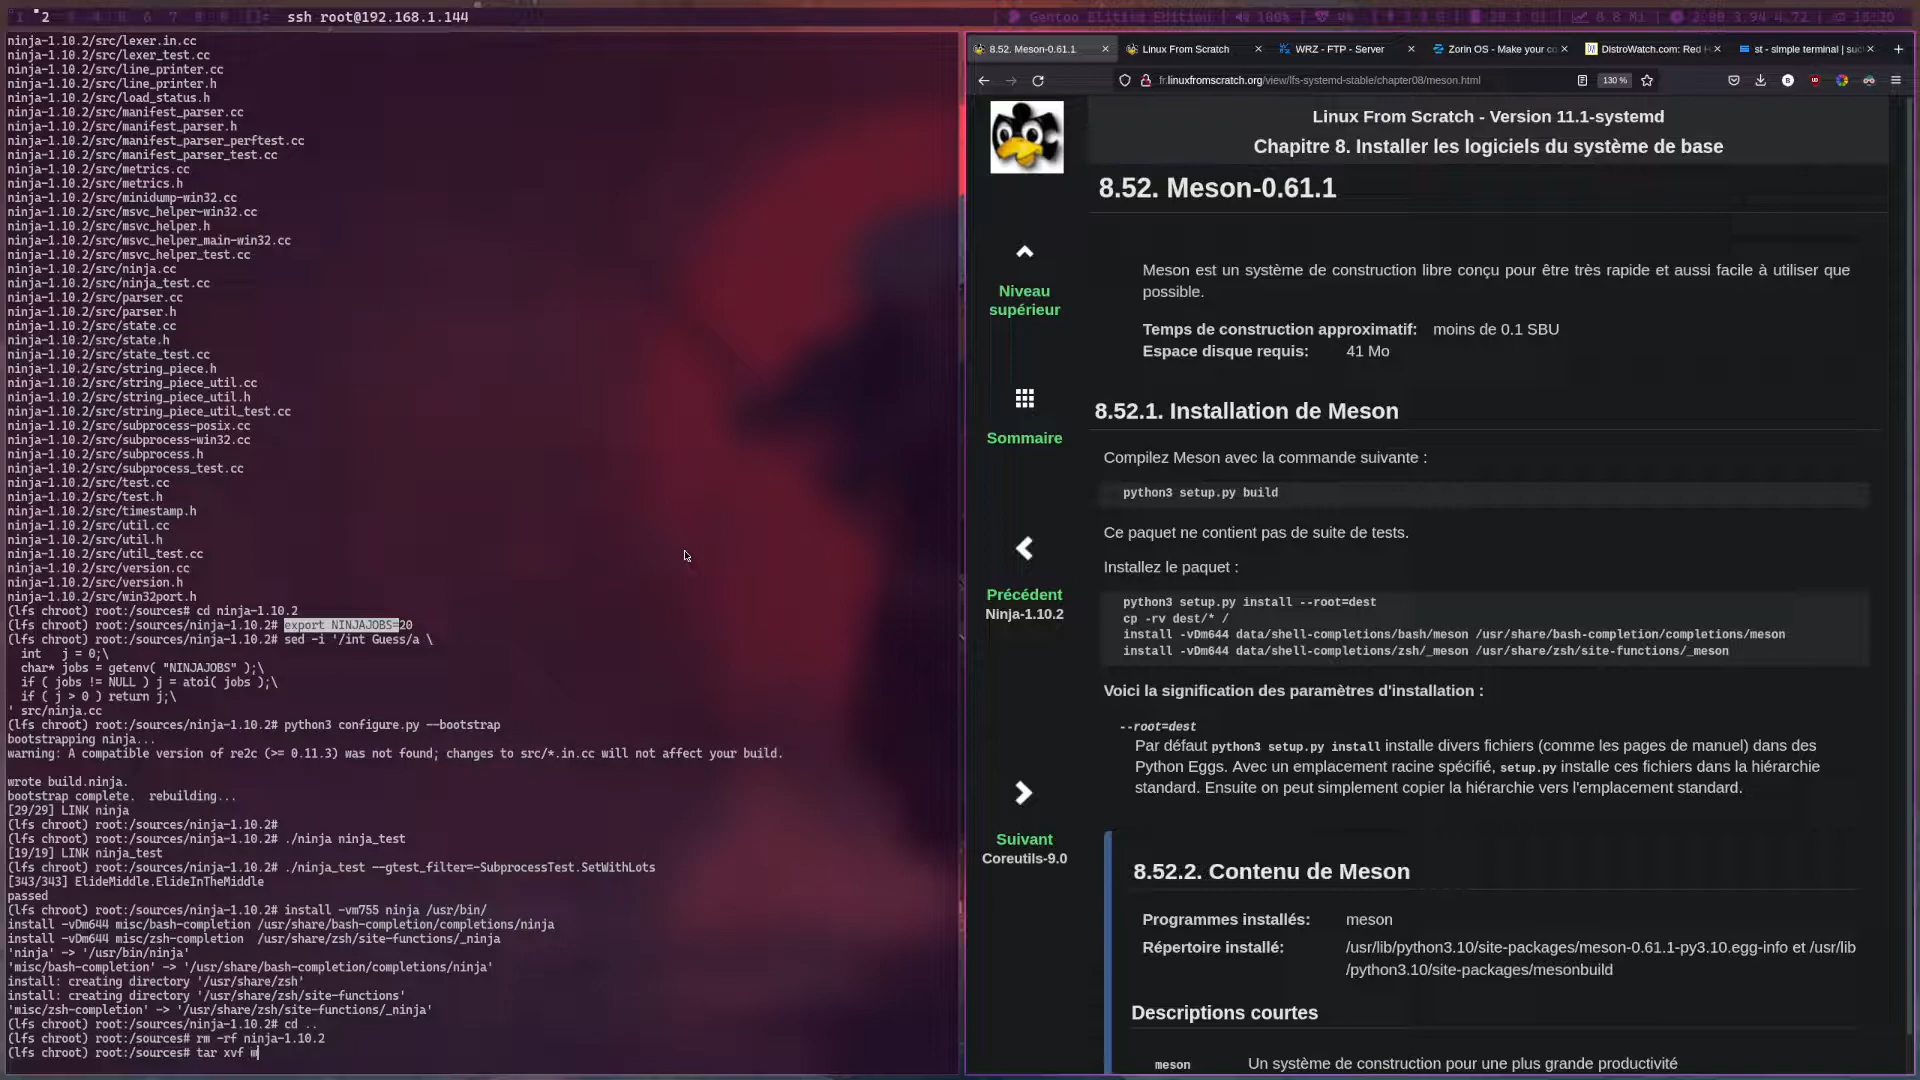 2
ssh root@192.168.1.144
Gentoo Elitist Edition
ninja-1.10.2/src/lexer.in.cc
ninja-1.10.2/src/lexer_test.cc
ninja-1.10.2/src/line_printer.cc
ninja-1.10.2/src/line_printer.h
ninja-1.10.2/src/load_status.h
ninja-1.10.2/src/manifest_parser.cc
ninja-1.10.2/src/manifest_parser.h
ninja-1.10.2/src/manifest_parser_perftest.cc
ninja-1.10.2/src/manifest_parser_test.cc
ninja-1.10.2/src/metrics.cc
ninja-1.10.2/src/metrics.h
ninja-1.10.2/src/minidump-win32.cc
ninja-1.10.2/src/msvc_helper-win32.cc
ninja-1.10.2/src/msvc_helper.h
ninja-1.10.2/src/msvc_helper_main-win32.cc
ninja-1.10.2/src/msvc_helper_test.cc
ninja-1.10.2/src/ninja.cc
ninja-1.10.2/src/ninja_test.cc
ninja-1.10.2/src/parser.cc
ninja-1.10.2/src/parser.h
ninja-1.10.2/src/state.cc
ninja-1.10.2/src/state.h
ninja-1.10.2/src/state_test.cc
ninja-1.10.2/src/string_piece.h
ninja-1.10.2/src/string_piece_util.cc
ninja-1.10.2/src/string_piece_util.h
ninja-1.10.2/src/string_piece_util_test.cc
ninja-1.10.2/src/subprocess-posix.cc
ninja-1.10.2/src/subprocess-win32.cc
ninja-1.10.2/src/subprocess.h
ninja-1.10.2/src/subprocess_test.cc
ninja-1.10.2/src/test.cc
ninja-1.10.2/src/test.h
ninja-1.10.2/src/timestamp.h
ninja-1.10.2/src/util.cc
ninja-1.10.2/src/util.h
ninja-1.10.2/src/util_test.cc
ninja-1.10.2/src/version.cc
ninja-1.10.2/src/version.h
ninja-1.10.2/src/win32port.h
(lfs chroot) root:/sources# cd ninja-1.10.2
(lfs chroot) root:/sources/ninja-1.10.2# export NINJAJOBS=20
(lfs chroot) root:/sources/ninja-1.10.2# sed -i '/int Guess/a \
  int   j = 0;\
  char* jobs = getenv( "NINJAJOBS" );\
  if ( jobs != NULL ) j = atoi( jobs );\
  if ( j > 0 ) return j;\
' src/ninja.cc
(lfs chroot) root:/sources/ninja-1.10.2# python3 configure.py --bootstrap
bootstrapping ninja...
warning: A compatible version of re2c (>= 0.11.3) was not found; changes to src/*.in.cc will not affect your build.
wrote build.ninja.
bootstrap complete.  rebuilding...
[29/29] LINK ninja
(lfs chroot) root:/sources/ninja-1.10.2#
(lfs chroot) root:/sources/ninja-1.10.2# ./ninja ninja_test
[19/19] LINK ninja_test
(lfs chroot) root:/sources/ninja-1.10.2# ./ninja_test --gtest_filter=-SubprocessTest.SetWithLots
[343/343] ElideMiddle.ElideInTheMiddle
passed
(lfs chroot) root:/sources/ninja-1.10.2# install -vm755 ninja /usr/bin/
install -vDm644 misc/bash-completion /usr/share/bash-completion/completions/ninja
install -vDm644 misc/zsh-completion  /usr/share/zsh/site-functions/_ninja
'ninja' -> '/usr/bin/ninja'
'misc/bash-completion' -> '/usr/share/bash-completion/completions/ninja'
install: creating directory '/usr/share/zsh'
install: creating directory '/usr/share/zsh/site-functions'
'misc/zsh-completion' -> '/usr/share/zsh/site-functions/_ninja'
(lfs chroot) root:/sources/ninja-1.10.2# cd ..
(lfs chroot) root:/sources# rm -rf ninja-1.10.2
(lfs chroot) root:/sources# tar xvf m
8.52. Meson-0.61.1
Linux From Scratch
WRZ - FTP - Server
Zorin OS - Make your co
DistroWatch.com: Red
st - simple terminal | suc
fr.linuxfromscratch.org/view/lfs-systemd-stable/chapter08/meson.html
130 %
Linux From Scratch - Version 11.1-systemd
Chapitre 8. Installer les logiciels du système de base
8.52. Meson-0.61.1
Niveau
supérieur
Sommaire
Précédent
Ninja-1.10.2
Suivant
Coreutils-9.0
Meson est un système de construction libre conçu pour être très rapide et aussi facile à utiliser que
possible.
Temps de construction approximatif: moins de 0.1 SBU
Espace disque requis: 41 Mo
8.52.1. Installation de Meson
Compilez Meson avec la commande suivante :
python3 setup.py build
Ce paquet ne contient pas de suite de tests.
Installez le paquet :
python3 setup.py install --root=dest
cp -rv dest/* /
install -vDm644 data/shell-completions/bash/meson /usr/share/bash-completion/completions/meson
install -vDm644 data/shell-completions/zsh/_meson /usr/share/zsh/site-functions/_meson
Voici la signification des paramètres d'installation :
--root=dest
Par défaut python3 setup.py install installe divers fichiers (comme les pages de manuel) dans des
Python Eggs. Avec un emplacement racine spécifié, setup.py installe ces fichiers dans la hiérarchie
standard. Ensuite on peut simplement copier la hiérarchie vers l'emplacement standard.
8.52.2. Contenu de Meson
Programmes installés: meson
Répertoire installé: /usr/lib/python3.10/site-packages/meson-0.61.1-py3.10.egg-info et /usr/lib
/python3.10/site-packages/mesonbuild
Descriptions courtes
meson Un système de construction pour une plus grande productivité